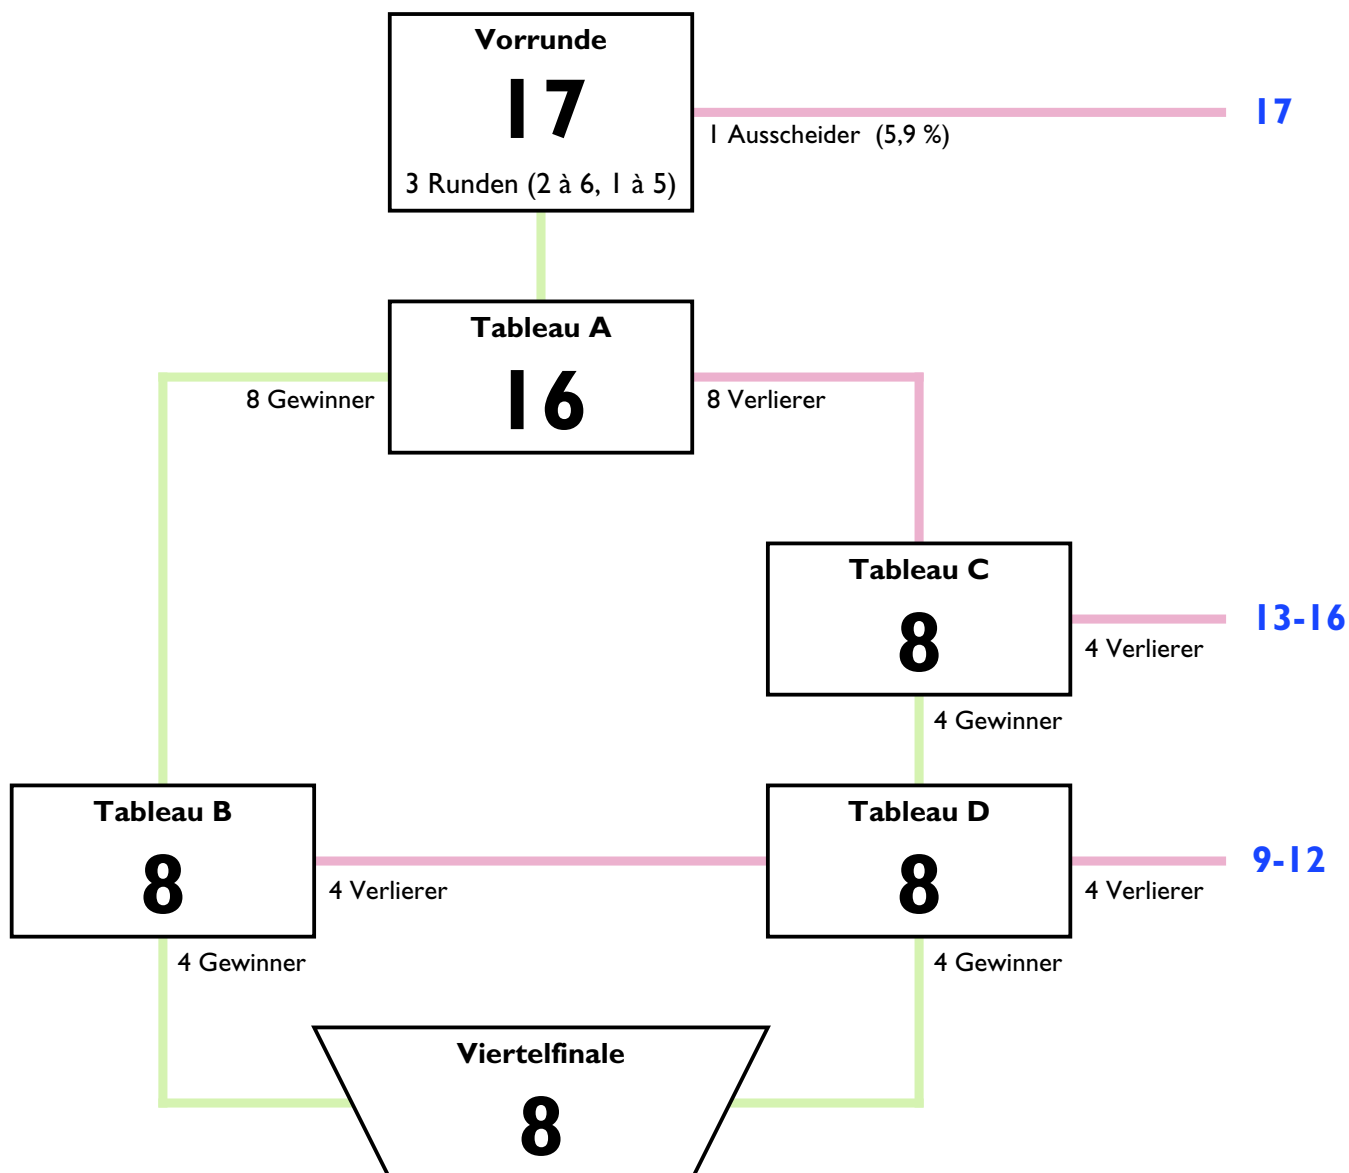 Vorrunde
17
3 Runden (2 à 6, 1 à 5)
1 Ausscheider (5,9 %)
17
Tableau A
16
8 Gewinner
8 Verlierer
Tableau C
8
4 Verlierer
13-16
4 Gewinner
Tableau B
8
4 Verlierer
Tableau D
8
4 Verlierer
9-12
4 Gewinner
4 Gewinner
Viertelfinale
8